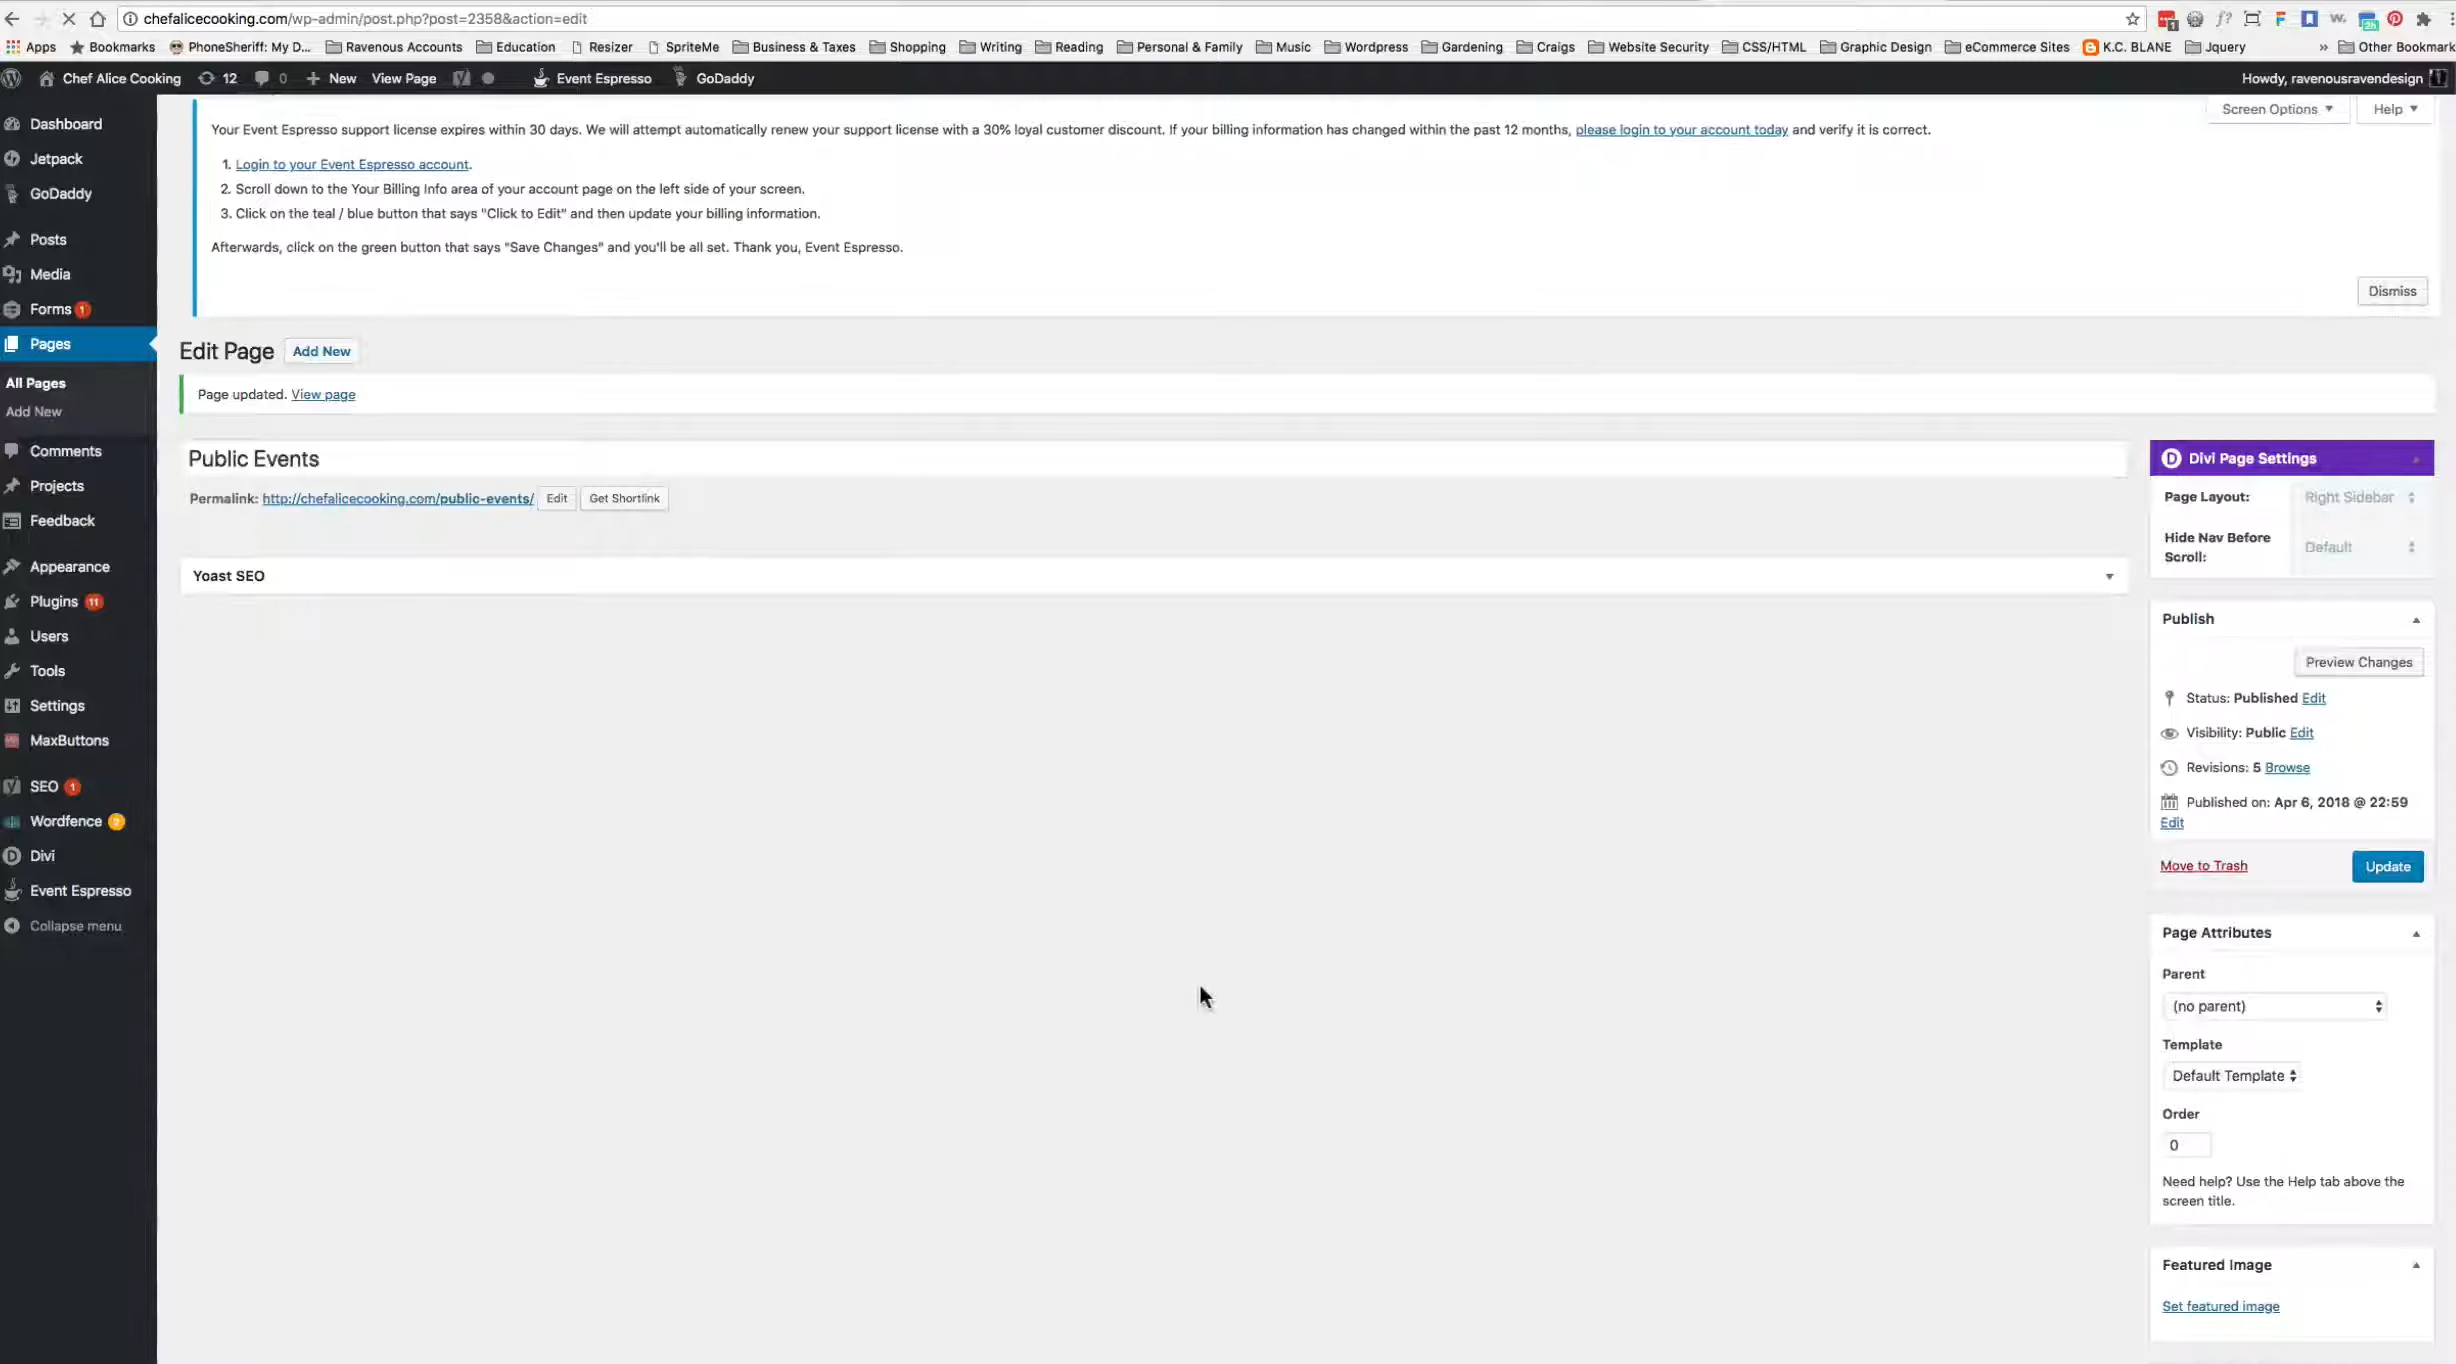 chefalicecooking.com/wp-admin/post.php?post=2358&action=edit
Apps Bookmarks PhoneSheriff: My D... Ravenous Accounts Education Resizer SpriteMe Business & Taxes Shopping Writing Reading Personal & Family Music Wordpress Gardening Craigs Website Security CSS/HTML Graphic Design eCommerce Sites K.C. BLANE Jquery » Other Bookmark
Chef Alice Cooking 12 0 New View Page Event Espresso GoDaddy Howdy, ravenousravendesign
Screen Options Help
Dashboard
Jetpack
GoDaddy
Posts
Media
Forms 1
Pages
All Pages
Add New
Comments
Projects
Feedback
Appearance
Plugins 11
Users
Tools
Settings
MaxButtons
SEO 1
Wordfence 2
Divi
Event Espresso
Collapse menu
Your Event Espresso support license expires within 30 days. We will attempt automatically renew your support license with a 30% loyal customer discount. If your billing information has changed within the past 12 months, please login to your account today and verify it is correct.
1. Login to your Event Espresso account.
2. Scroll down to the Your Billing Info area of your account page on the left side of your screen.
3. Click on the teal / blue button that says "Click to Edit" and then update your billing information.
Afterwards, click on the green button that says "Save Changes" and you'll be all set. Thank you, Event Espresso.
Dismiss
Edit Page Add New
Page updated. View page
Public Events
Permalink: http://chefalicecooking.com/public-events/ Edit Get Shortlink
Yoast SEO
Divi Page Settings
Page Layout: Right Sidebar
Hide Nav Before
Scroll:
Default
Publish
Preview Changes
Status: Published Edit
Visibility: Public Edit
Revisions: 5 Browse
Published on: Apr 6, 2018 @ 22:59
Edit
Move to Trash Update
Page Attributes
Parent
(no parent)
Template
Default Template
Order
0
Need help? Use the Help tab above the
screen title.
Featured Image
Set featured image